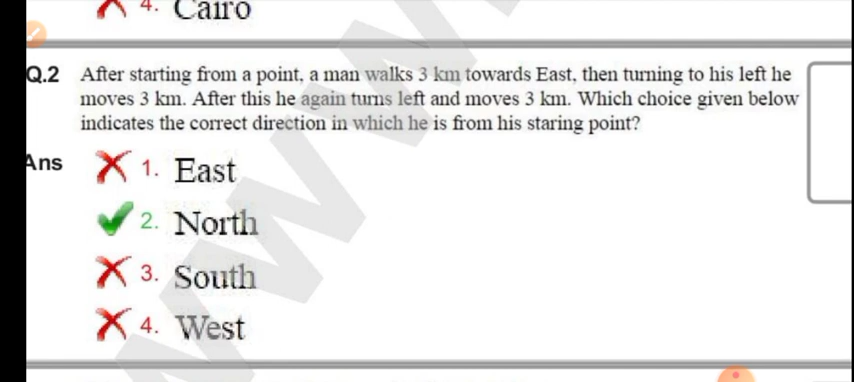 4. Cairo
Q.2 After starting from a point, a man walks 3 km towards East, then turning to his left he
moves 3 km. After this he again turns left and moves 3 km. Which choice given below
indicates the correct direction in which he is from his staring point?
Ans 1. East
2. North
3. South
4. West